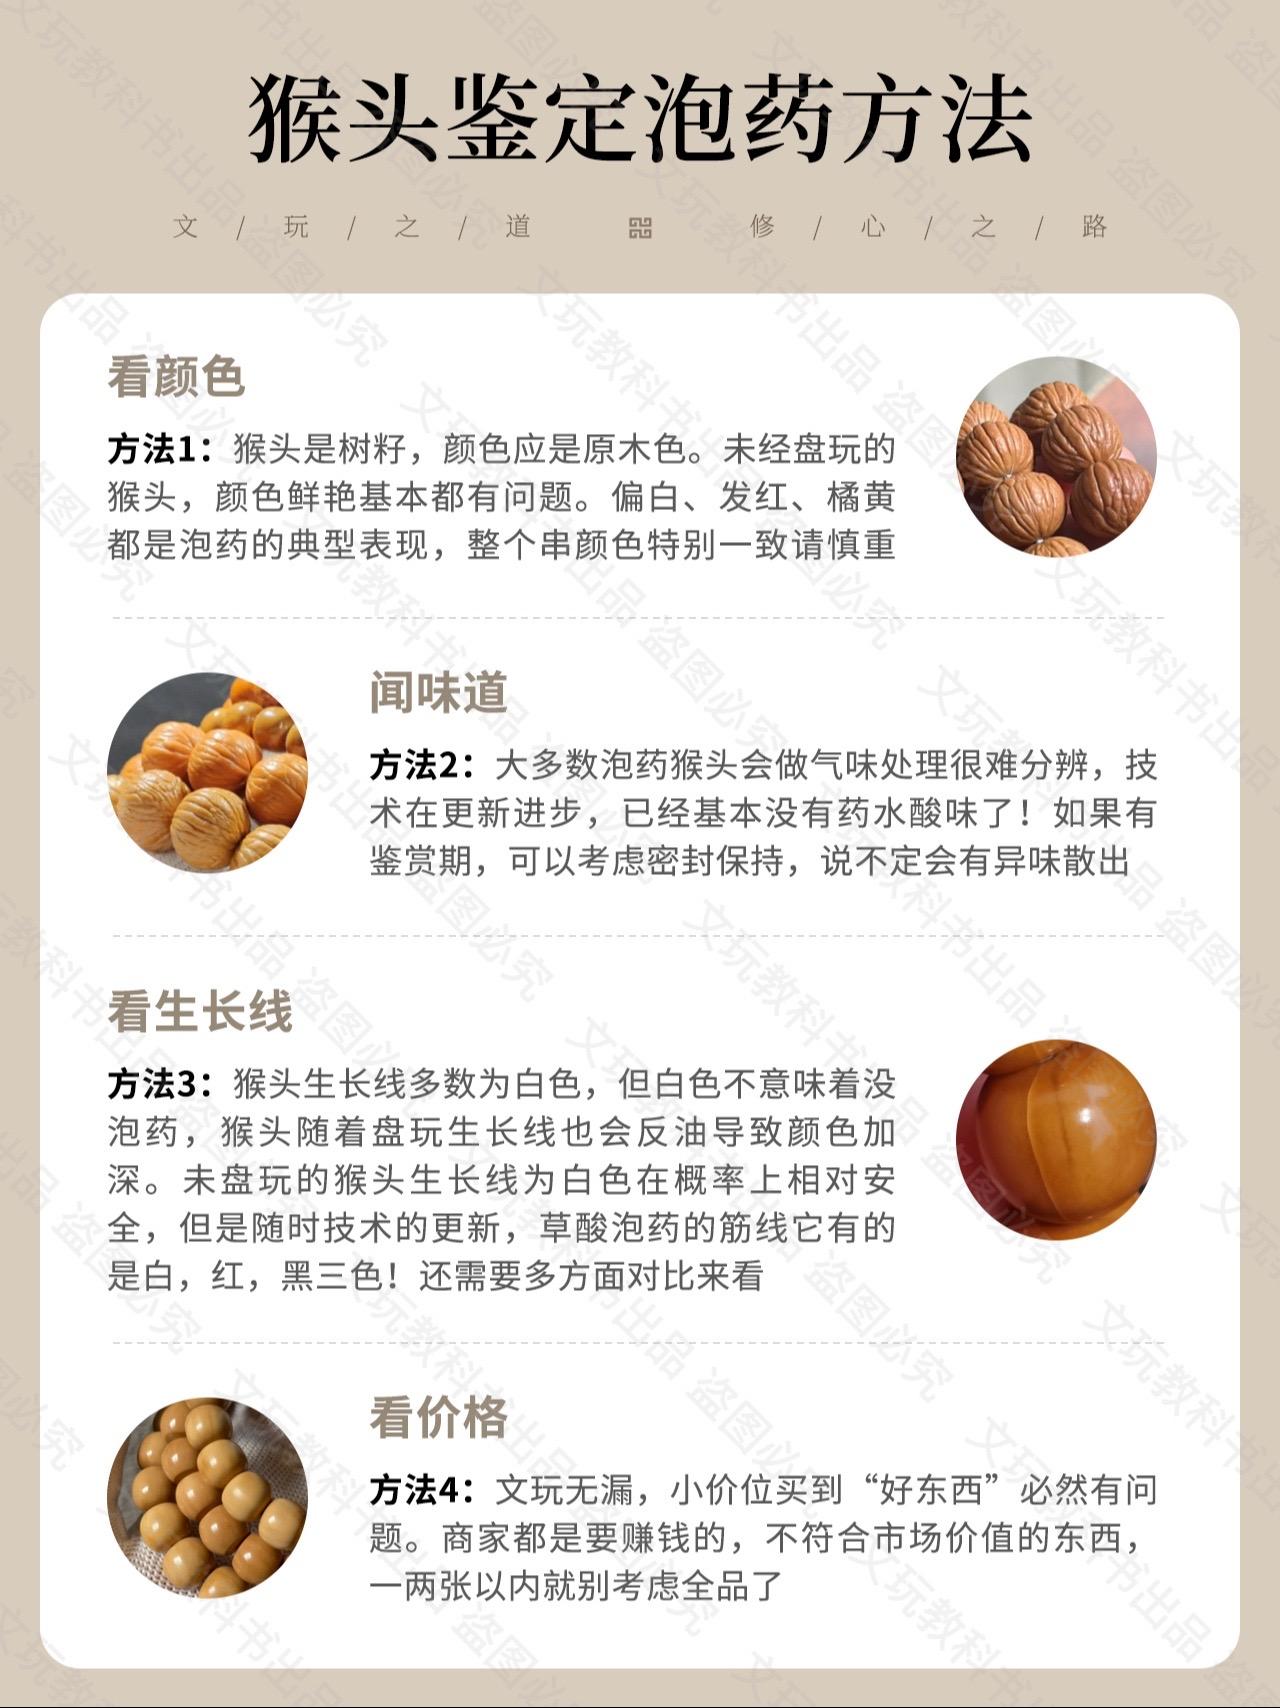 猴头鉴定泡药方法
文 / 玩 / 之 / 道 修 / 心 / 之 / 路
看颜色
方法1：猴头是树籽，颜色应是原木色。未经盘玩的
猴头，颜色鲜艳基本都有问题。偏白、发红、橘黄
都是泡药的典型表现，整个串颜色特别一致请慎重
闻味道
方法2：大多数泡药猴头会做气味处理很难分辨，技
术在更新进步，已经基本没有药水酸味了！如果有
鉴赏期，可以考虑密封保持，说不定会有异味散出
看生长线
方法3：猴头生长线多数为白色，但白色不意味着没
泡药，猴头随着盘玩生长线也会反油导致颜色加
深。未盘玩的猴头生长线为白色在概率上相对安
全，但是随时技术的更新，草酸泡药的筋线它有的
是白，红，黑三色！还需要多方面对比来看
看价格
方法4：文玩无漏，小价位买到“好东西”必然有问
题。商家都是要赚钱的，不符合市场价值的东西，
一两张以内就别考虑全品了
文玩教科书出品 盗图必究